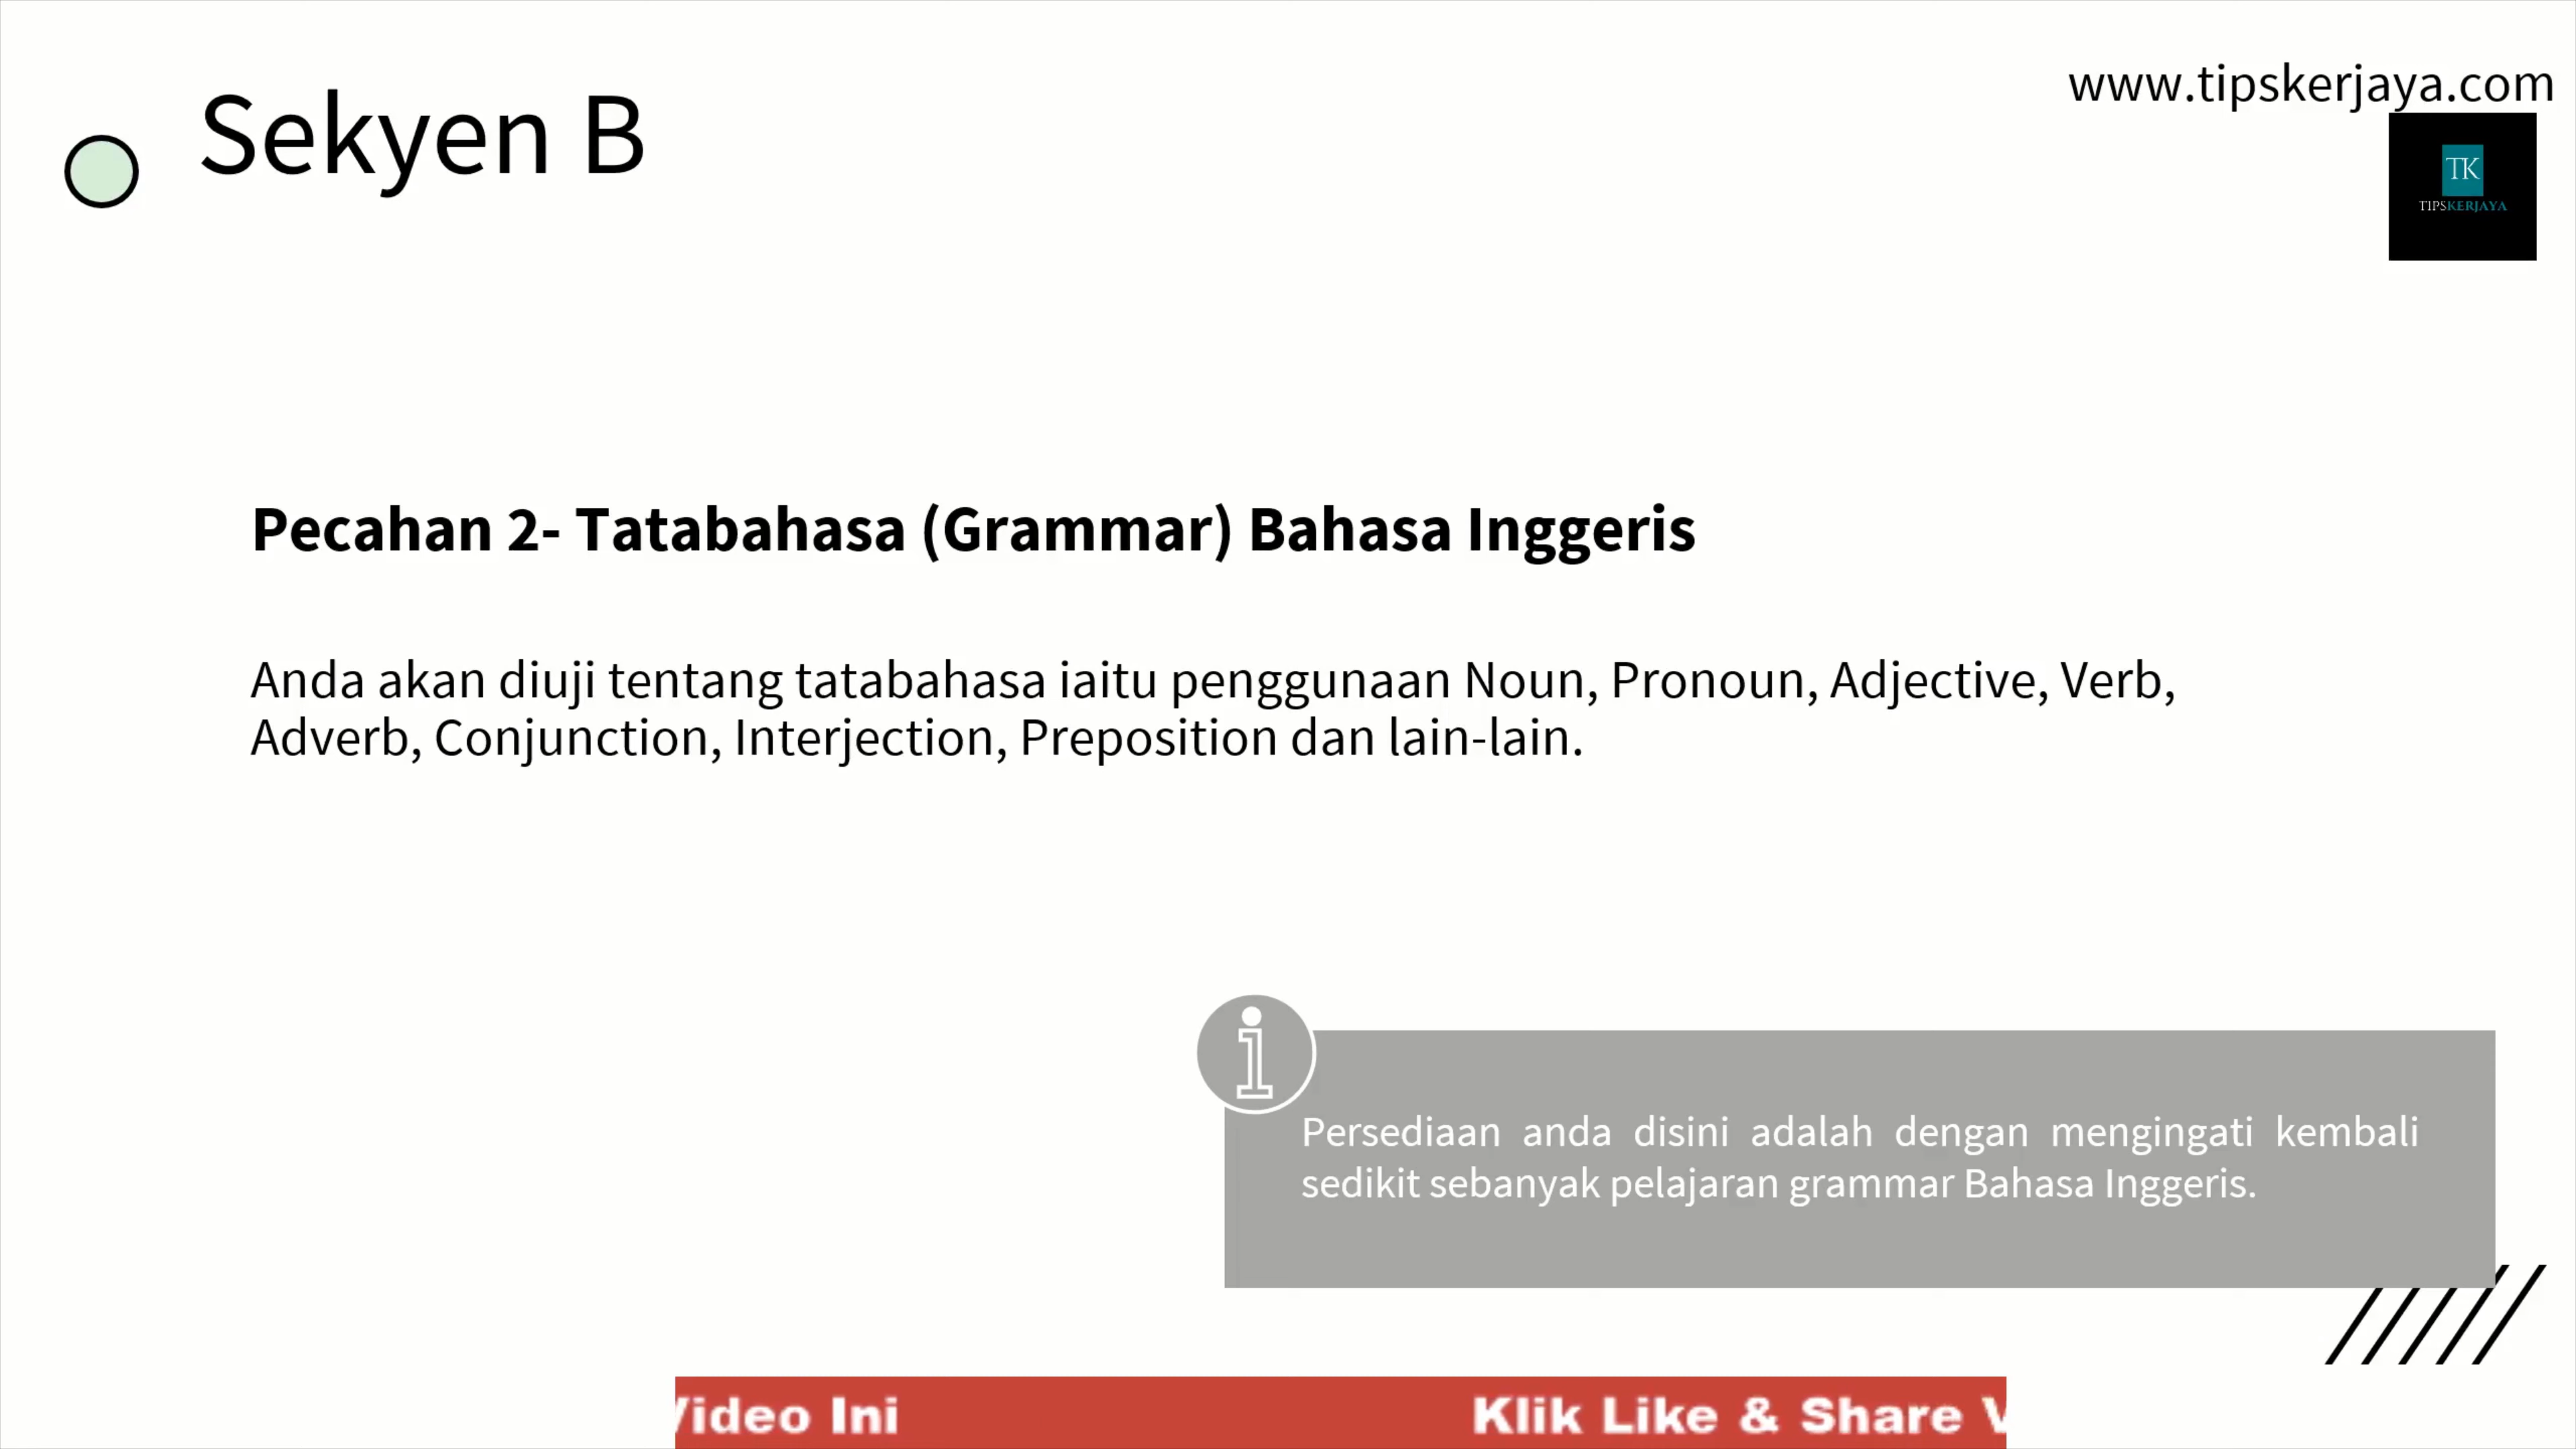 Sekyen B
www.tipskerjaya.com
TK
TIPSKERJAYA
Pecahan 2- Tatabahasa (Grammar) Bahasa Inggeris
Anda akan diuji tentang tatabahasa iaitu penggunaan Noun, Pronoun, Adjective, Verb,
Adverb, Conjunction, Interjection, Preposition dan lain-lain.
Persediaan anda disini adalah dengan mengingati kembali
sedikit sebanyak pelajaran grammar Bahasa Inggeris.
Video Ini Klik Like & Share